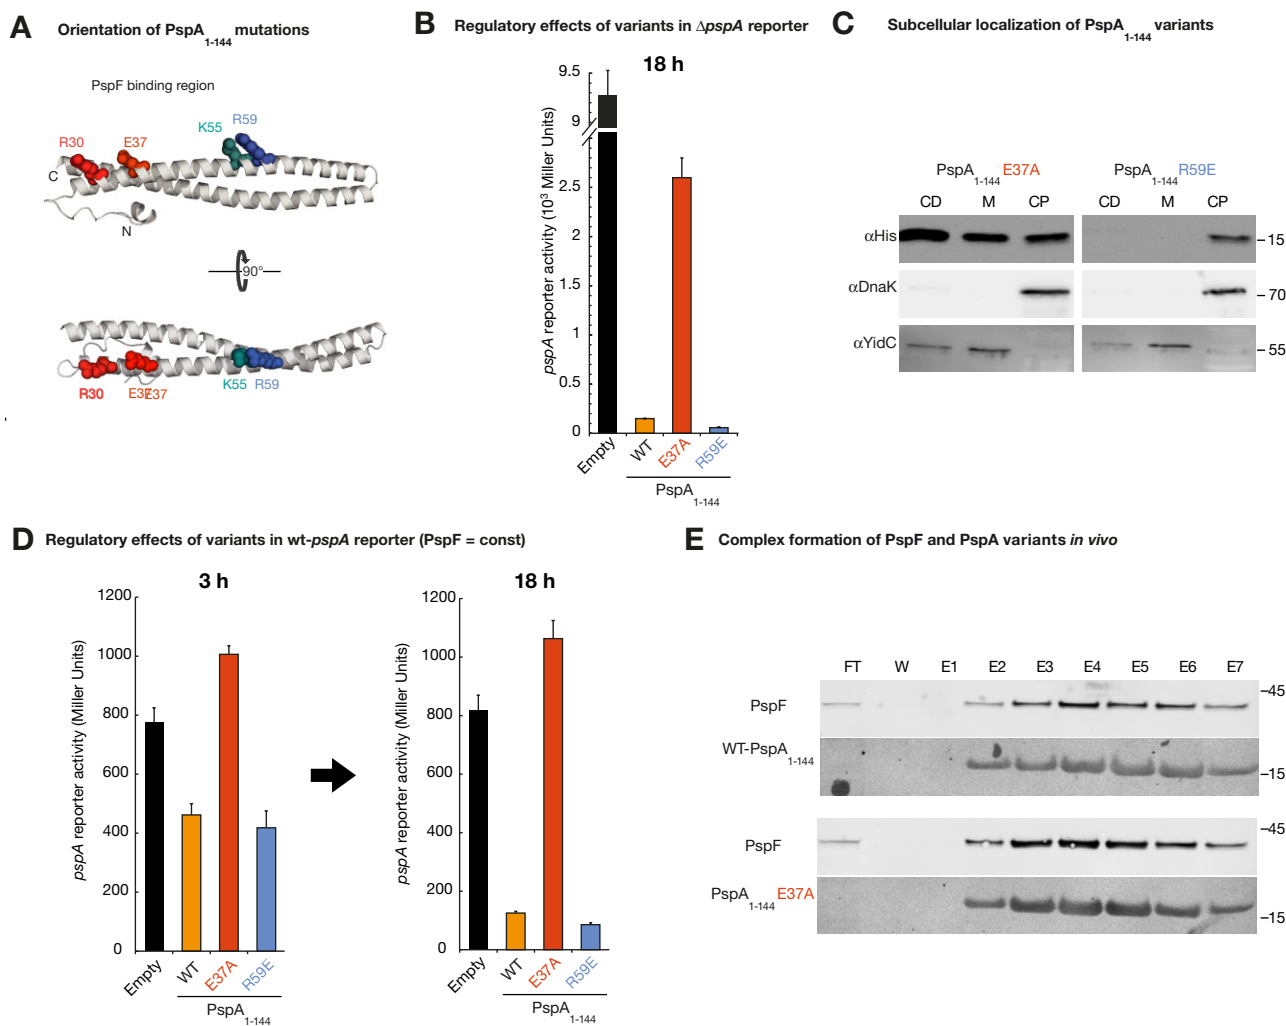 A Orientation of PspA1-144 mutations
PspF binding region
K55
R59
R30
E37
C
N
90°
K55
R59
R30
E37
E37
B Regulatory effects of variants in ΔpspA reporter
18 h
pspA reporter activity (10³ Miller Units)
9.5
9
2.5
2
1.5
1
0.5
0
Empty
WT
E37A
R59E
PspA1-144
C Subcellular localization of PspA1-144 variants
PspA1-144E37A
PspA1-144R59E
CD M CP CD M CP
αHis
15
αDnaK
70
αYidC
55
D Regulatory effects of variants in wt-pspA reporter (PspF = const)
3 h
pspA reporter activity (Miller Units)
1200
1000
800
600
400
200
0
Empty
WT
E37A
R59E
PspA1-144
18 h
pspA reporter activity (Miller Units)
1200
1000
800
600
400
200
0
Empty
WT
E37A
R59E
PspA1-144
E Complex formation of PspF and PspA variants in vivo
FT W E1 E2 E3 E4 E5 E6 E7
PspF
45
WT-PspA1-144
15
PspF
45
PspA1-144E37A
15